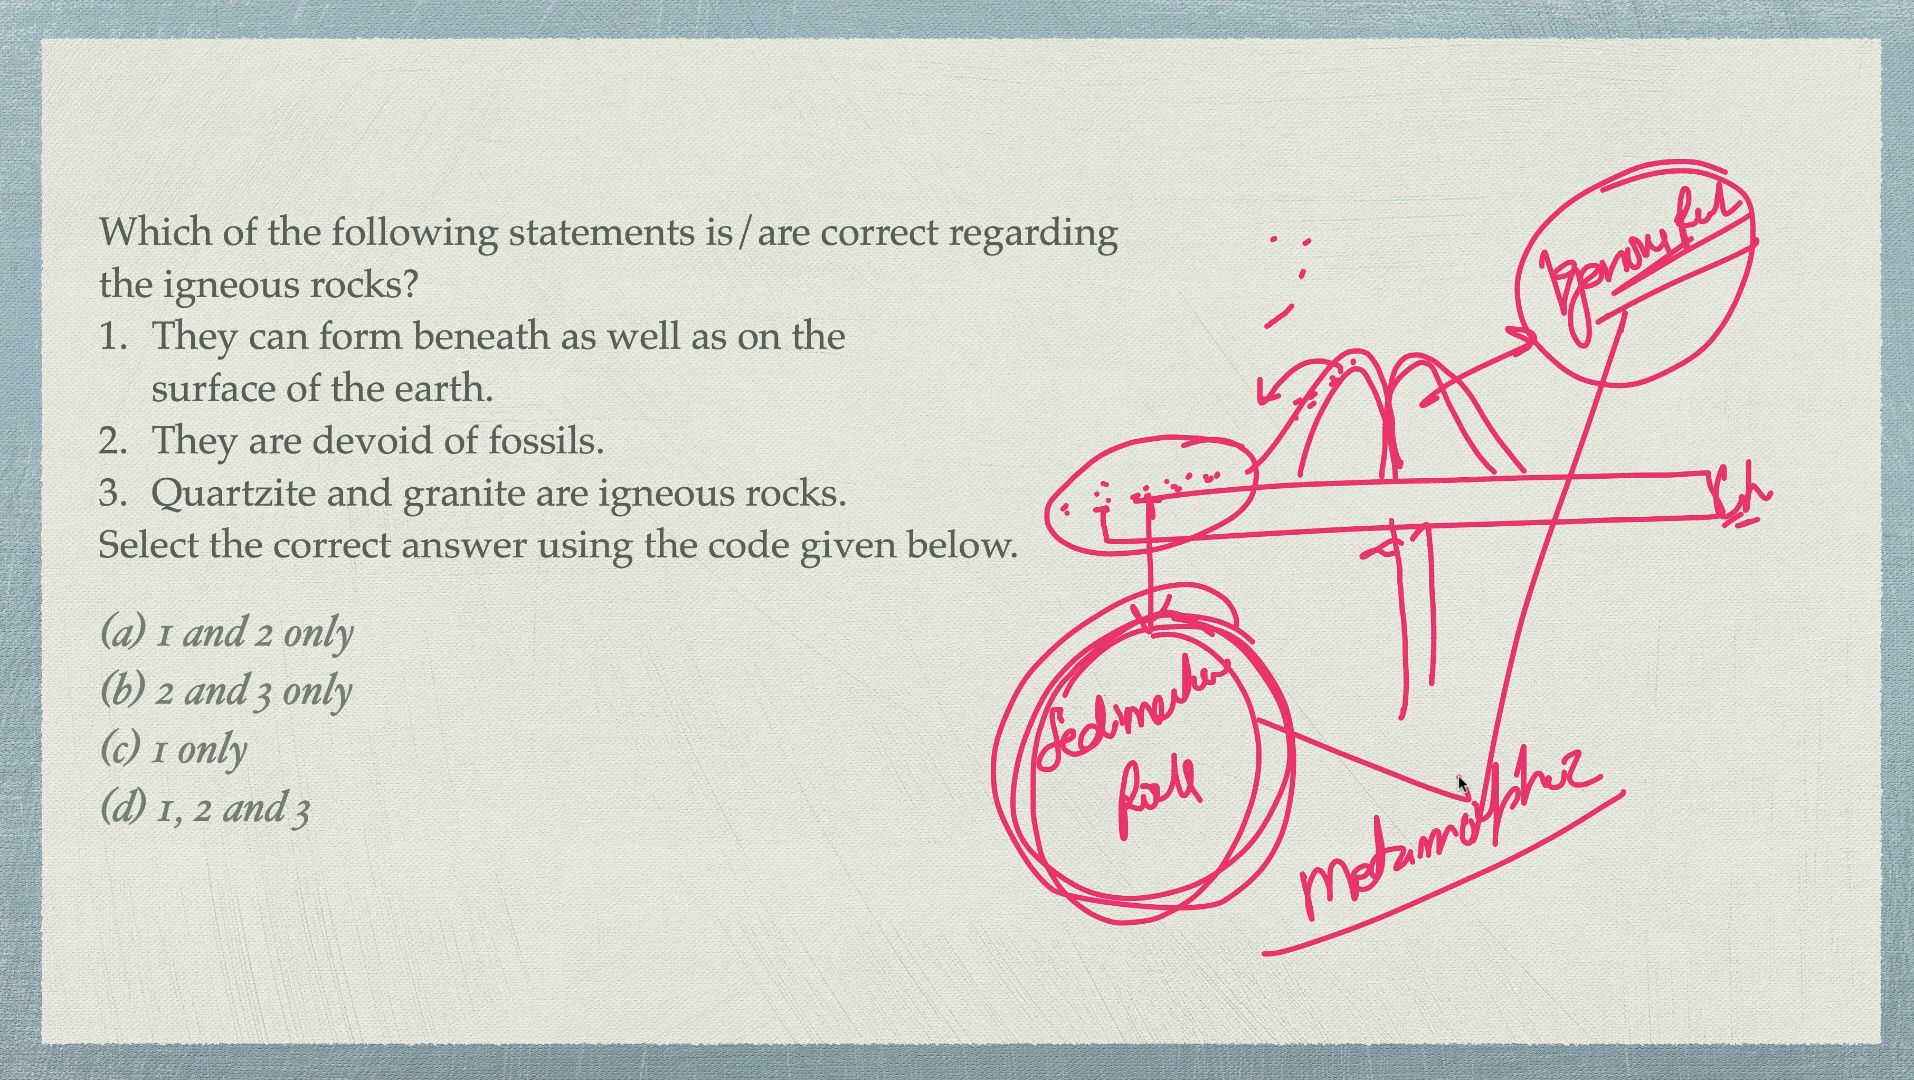 Which of the following statements is/are correct regarding
the igneous rocks?
1. They can form beneath as well as on the
surface of the earth.
2. They are devoid of fossils.
3. Quartzite and granite are igneous rocks.
Select the correct answer using the code given below.
(a) 1 and 2 only
(b) 2 and 3 only
(c) 1 only
(d) 1, 2 and 3
metamorphic